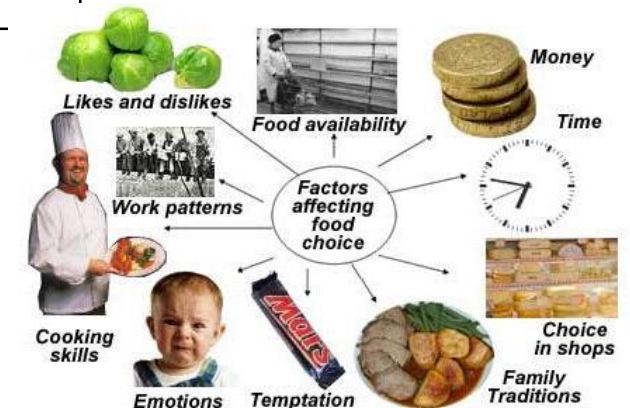 Money
Likes and dislikes
Food availability
Time
Factors
affecting
food
choice
Work patterns
MARS
Choice
in shops
Cooking
skills
Family
Traditions
Emotions
Temptation